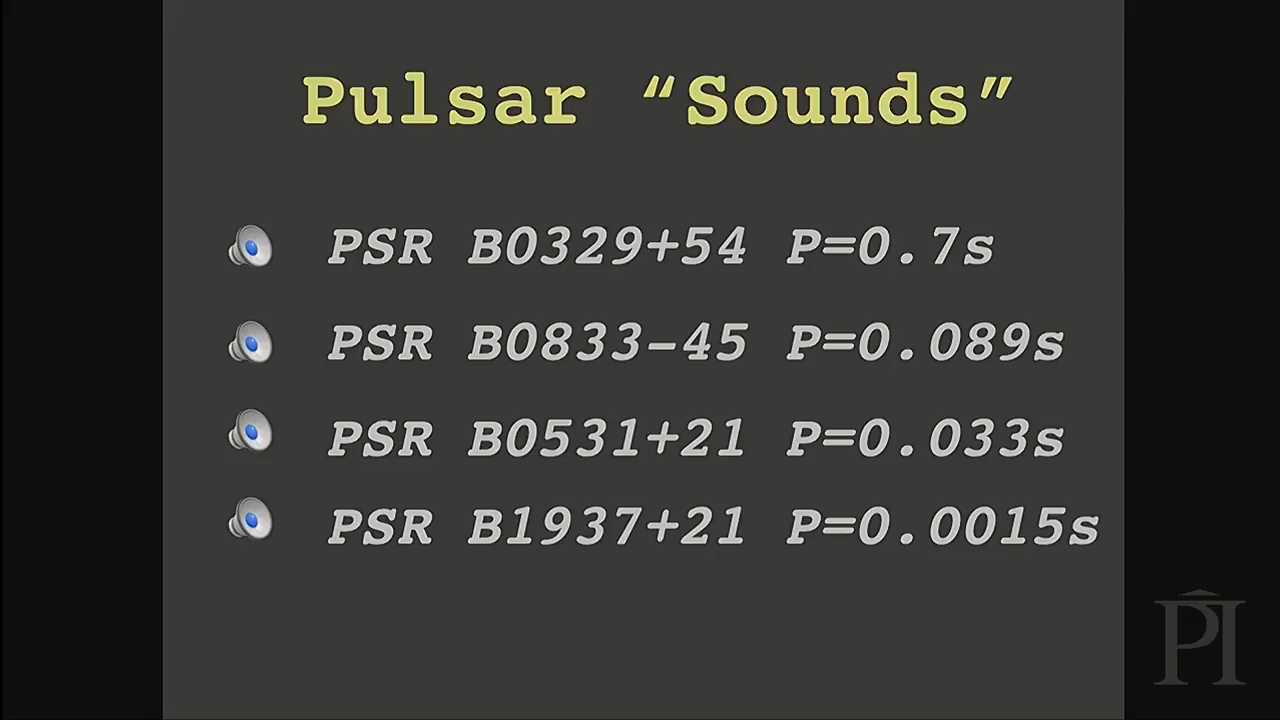 Pulsar “Sounds”
PSR B0329+54 P=0.7s
PSR B0833-45 P=0.089s
PSR B0531+21 P=0.033s
PSR B1937+21 P=0.0015s
PI